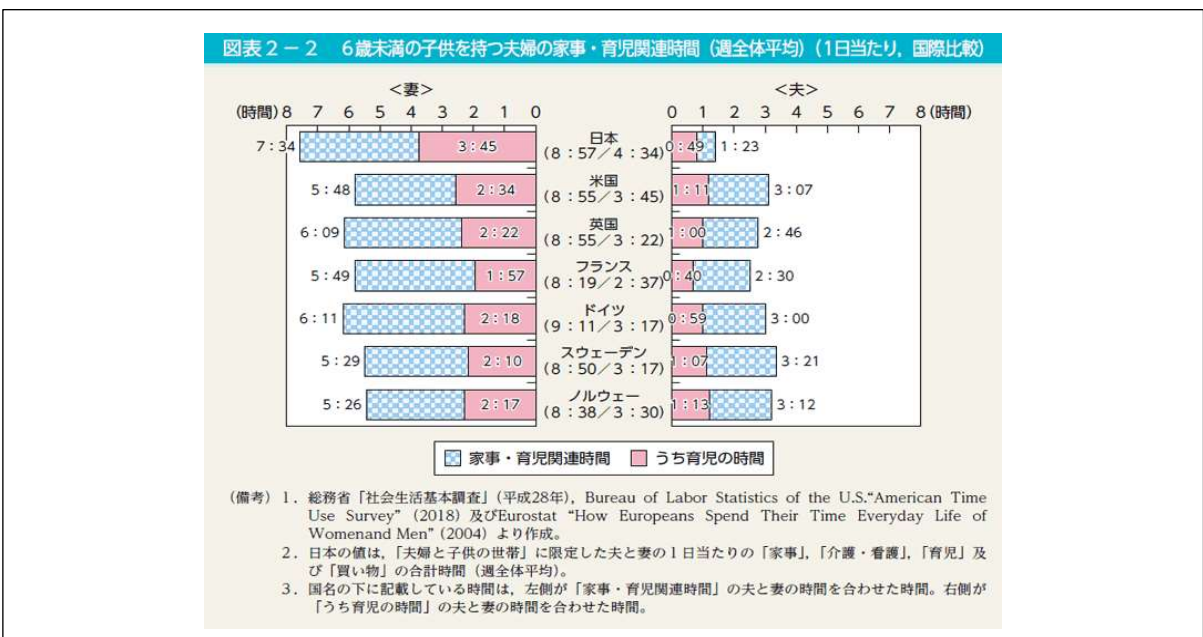 図表2－2　6歳未満の子供を持つ夫婦の家事・育児関連時間（週全体平均）（1日当たり，国際比較）
＜妻＞
＜夫＞
（時間）8 7 6 5 4 3 2 1 0
0 1 2 3 4 5 6 7 8（時間）
7：34 3：45 日本 0：49 1：23
（8：57／4：34）
5：48 2：34 米国 1：11 3：07
（8：55／3：45）
6：09 2：22 英国 1：00 2：46
（8：55／3：22）
5：49 1：57 フランス 0：40 2：30
（8：19／2：37）
6：11 2：18 ドイツ 0：59 3：00
（9：11／3：17）
5：29 2：10 スウェーデン 1：07 3：21
（8：50／3：17）
5：26 2：17 ノルウェー 1：13 3：12
（8：38／3：30）
家事・育児関連時間 うち育児の時間
（備考）1．総務省「社会生活基本調査」（平成28年），Bureau of Labor Statistics of the U.S.“American Time
Use Survey”（2018）及びEurostat “How Europeans Spend Their Time Everyday Life of
Womenand Men”（2004）より作成。
2．日本の値は，「夫婦と子供の世帯」に限定した夫と妻の1日当たりの「家事」，「介護・看護」，「育児」及
び「買い物」の合計時間（週全体平均）。
3．国名の下に記載している時間は，左側が「家事・育児関連時間」の夫と妻の時間を合わせた時間。右側が
「うち育児の時間」の夫と妻の時間を合わせた時間。